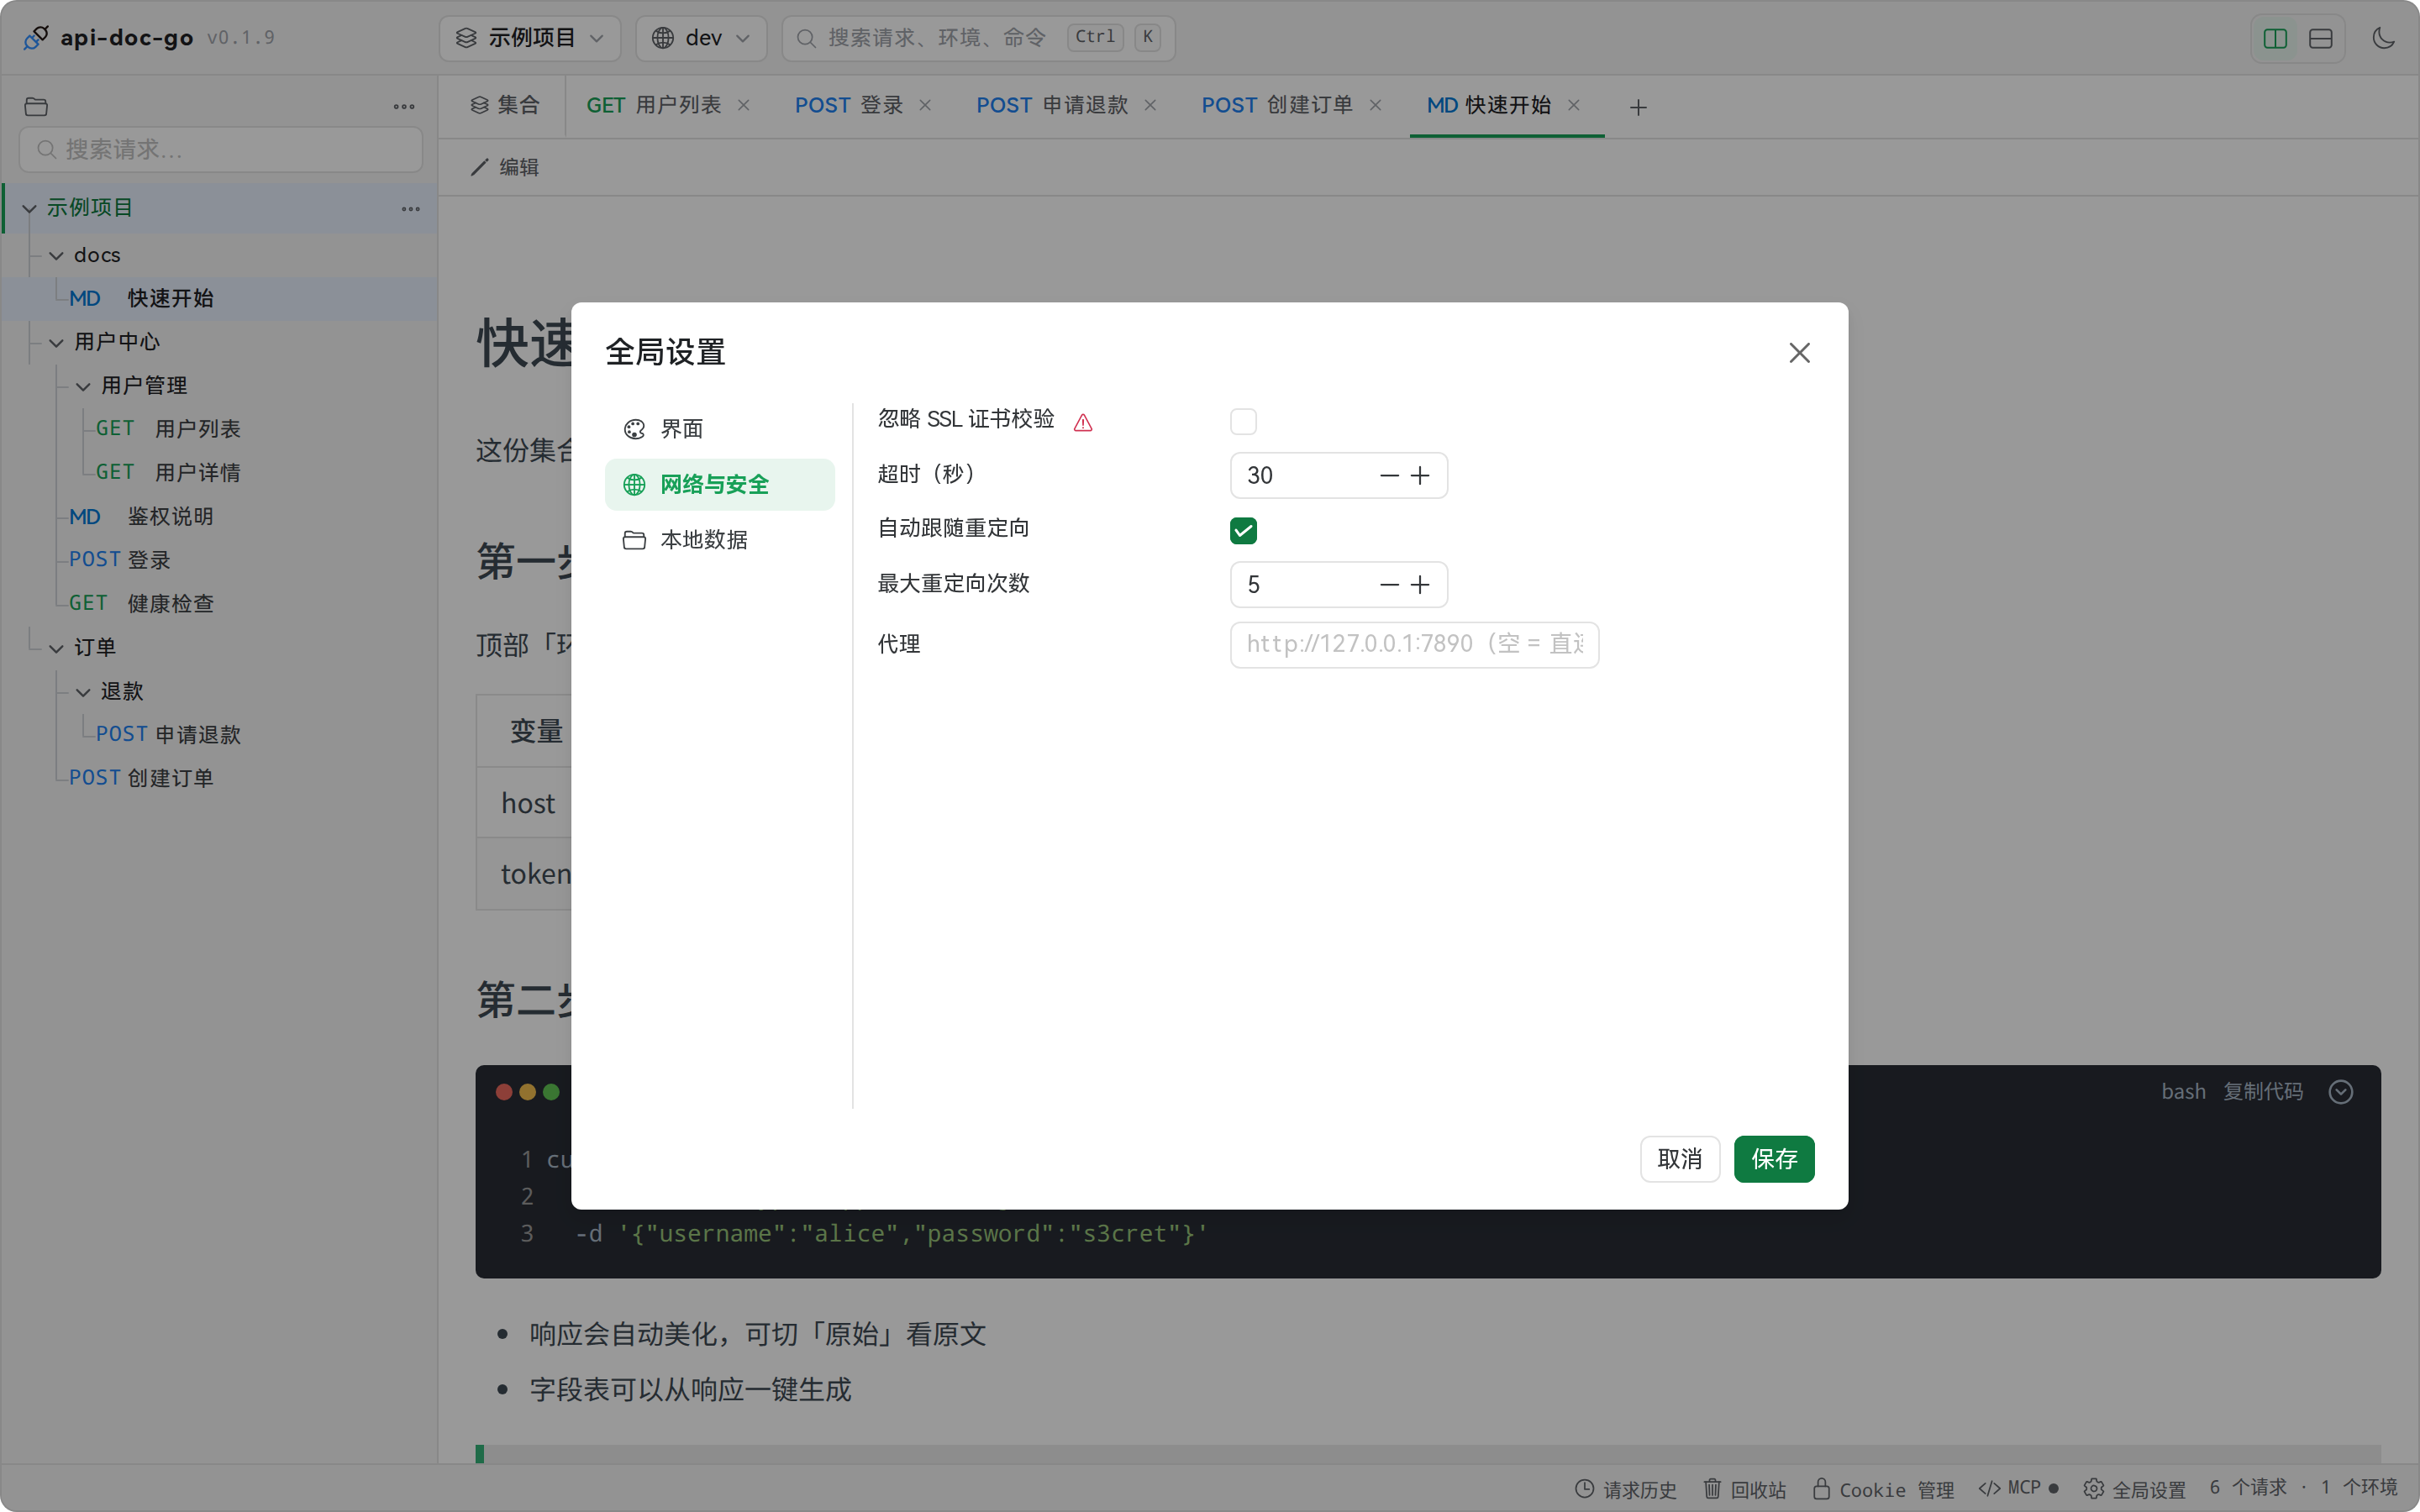 api-doc-go v0.1.9
示例项目
dev
搜索请求、环境、命令 Ctrl K
搜索请求...
示例项目
docs
MD 快速开始
用户中心
用户管理
GET 用户列表
GET 用户详情
MD 鉴权说明
POST 登录
GET 健康检查
订单
退款
POST 申请退款
POST 创建订单
集合
GET 用户列表
POST 登录
POST 申请退款
POST 创建订单
MD 快速开始
编辑
快速
这份集合
第一步
顶部「环
变量
host
token
第二步
bash 复制代码
1 cu
2
3 -d '{"username":"alice","password":"s3cret"}'
响应会自动美化，可切「原始」看原文
字段表可以从响应一键生成
全局设置
界面
网络与安全
本地数据
忽略 SSL 证书校验
超时（秒） 30
自动跟随重定向
最大重定向次数 5
代理 http://127.0.0.1:7890（空 = 直
取消 保存
请求历史 回收站 Cookie 管理 MCP 全局设置 6 个请求 · 1 个环境